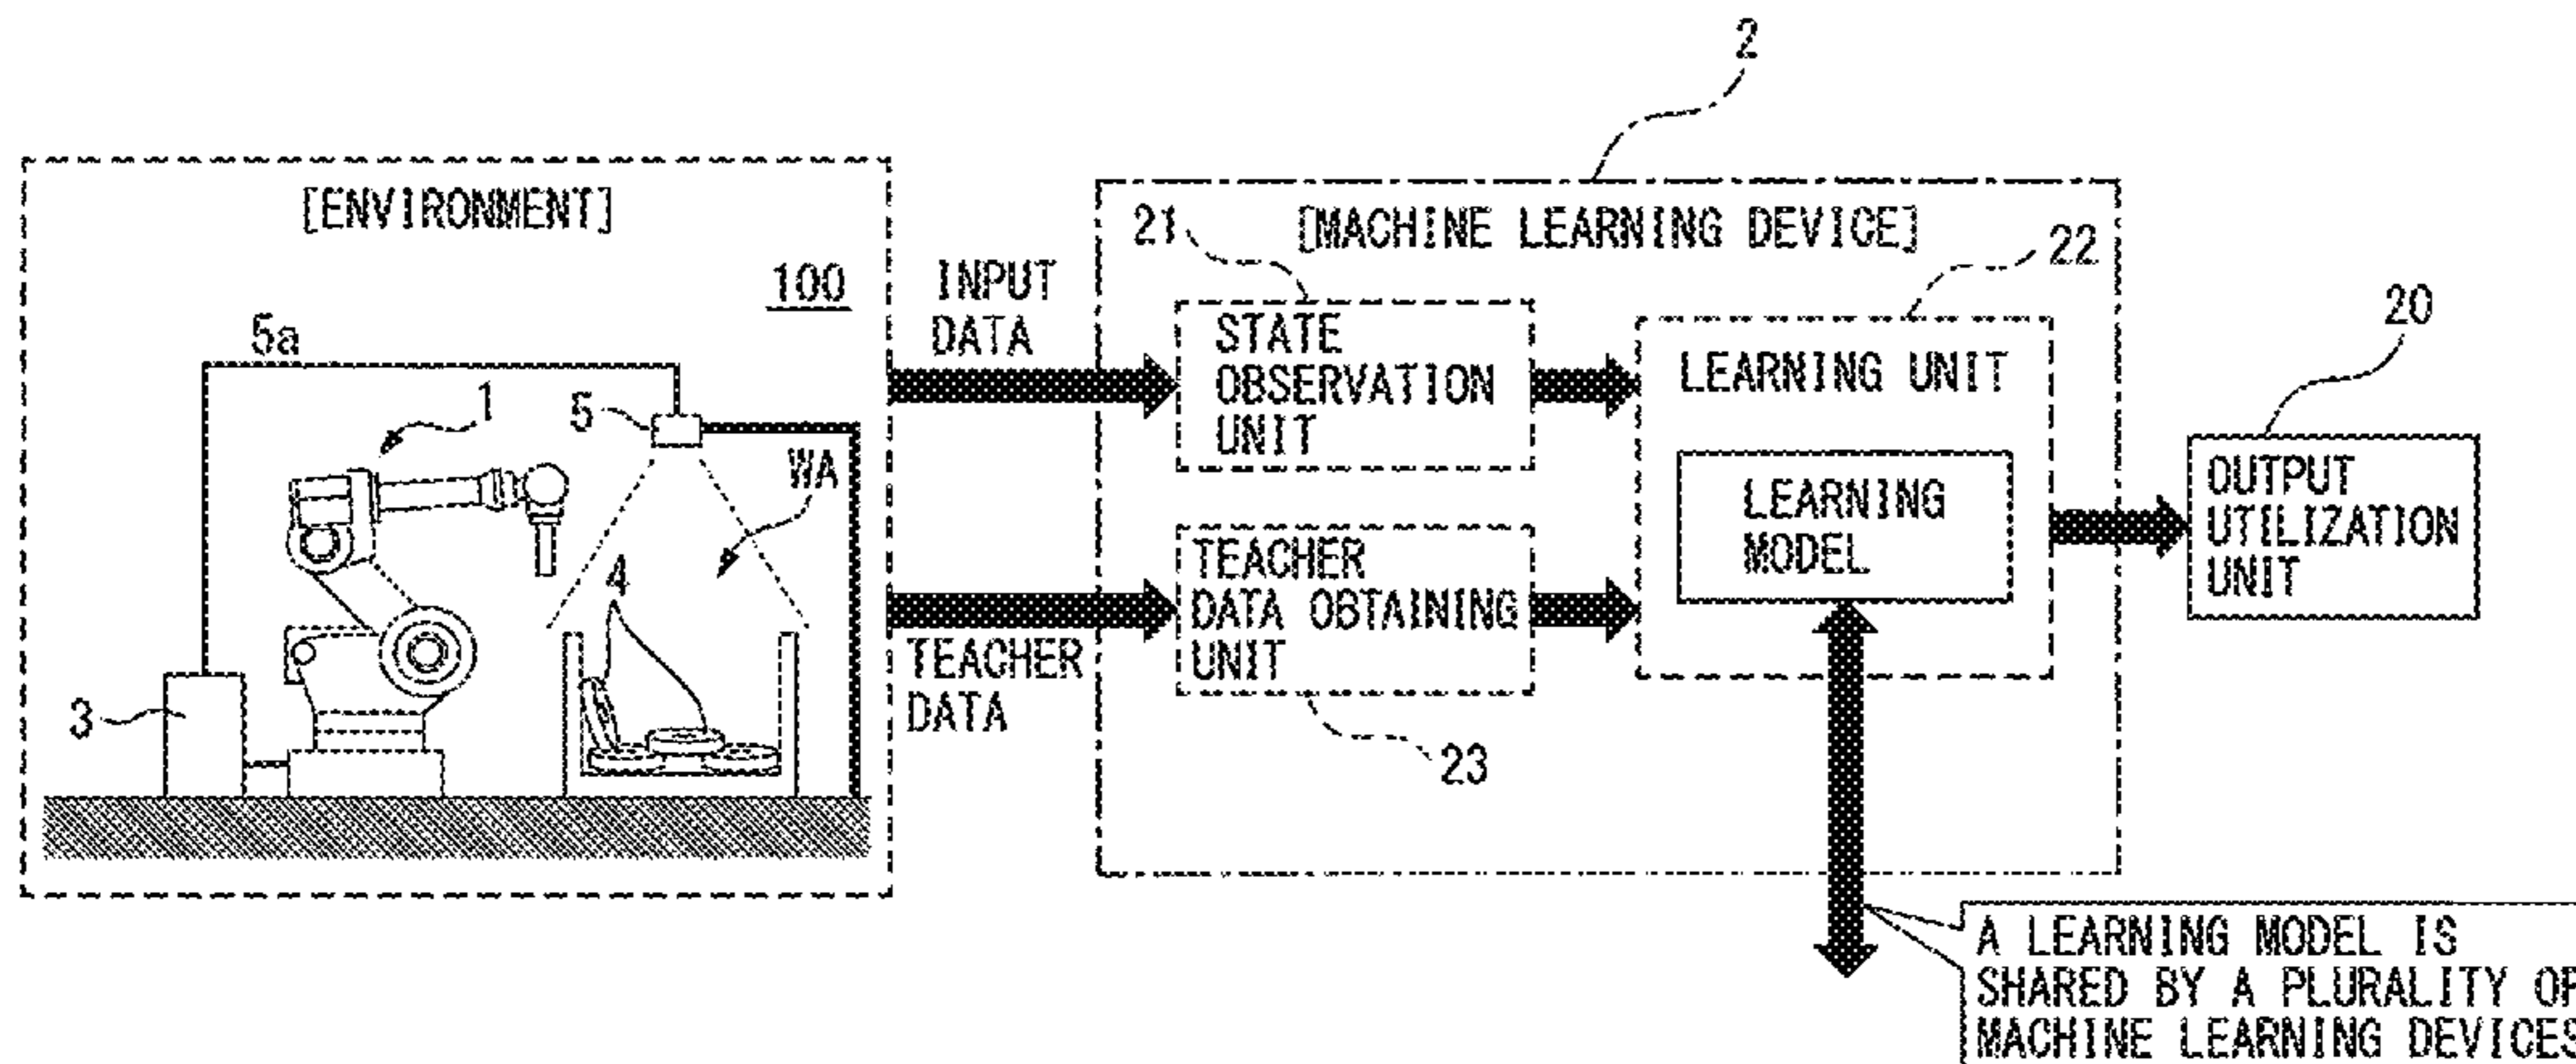 2
[ENVIRONMENT]
100
5a
1
5
WA
4
3
INPUT
DATA
TEACHER
DATA
[MACHINE LEARNING DEVICE]
21
STATE
OBSERVATION
UNIT
TEACHER
DATA OBTAINING
UNIT
23
22
LEARNING UNIT
LEARNING
MODEL
20
OUTPUT
UTILIZATION
UNIT
A LEARNING MODEL IS
SHARED BY A PLURALITY OF
MACHINE LEARNING DEVICES